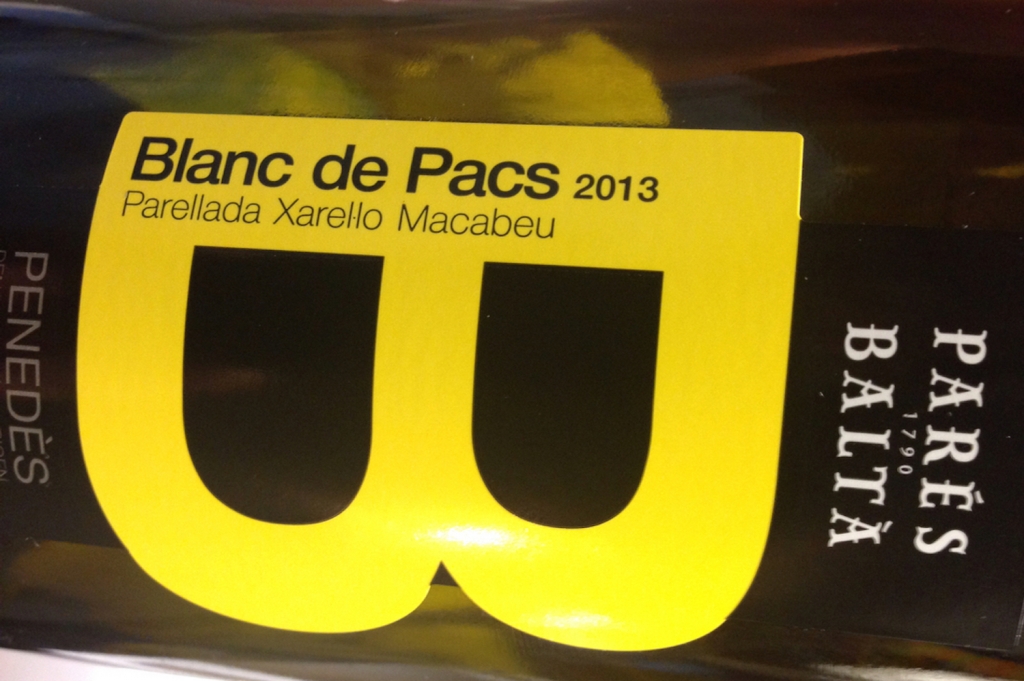 PARÉS
1790
BALTÀ
B
Blanc de Pacs 2013
Parellada Xarel·lo Macabeu
PENEDÈS